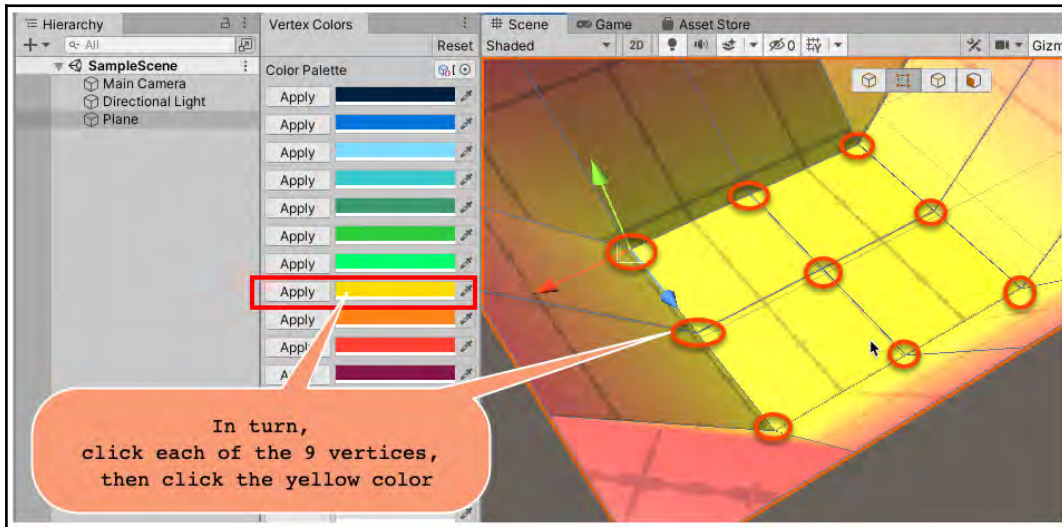 Hierarchy
All
SampleScene
Main Camera
Directional Light
Plane
Vertex Colors
Reset
Color Palette
Apply
Apply
Apply
Apply
Apply
Apply
Apply
Apply
Apply
Scene
Game
Asset Store
Shaded
2D
0
Gizm
In turn,
click each of the 9 vertices,
then click the yellow color